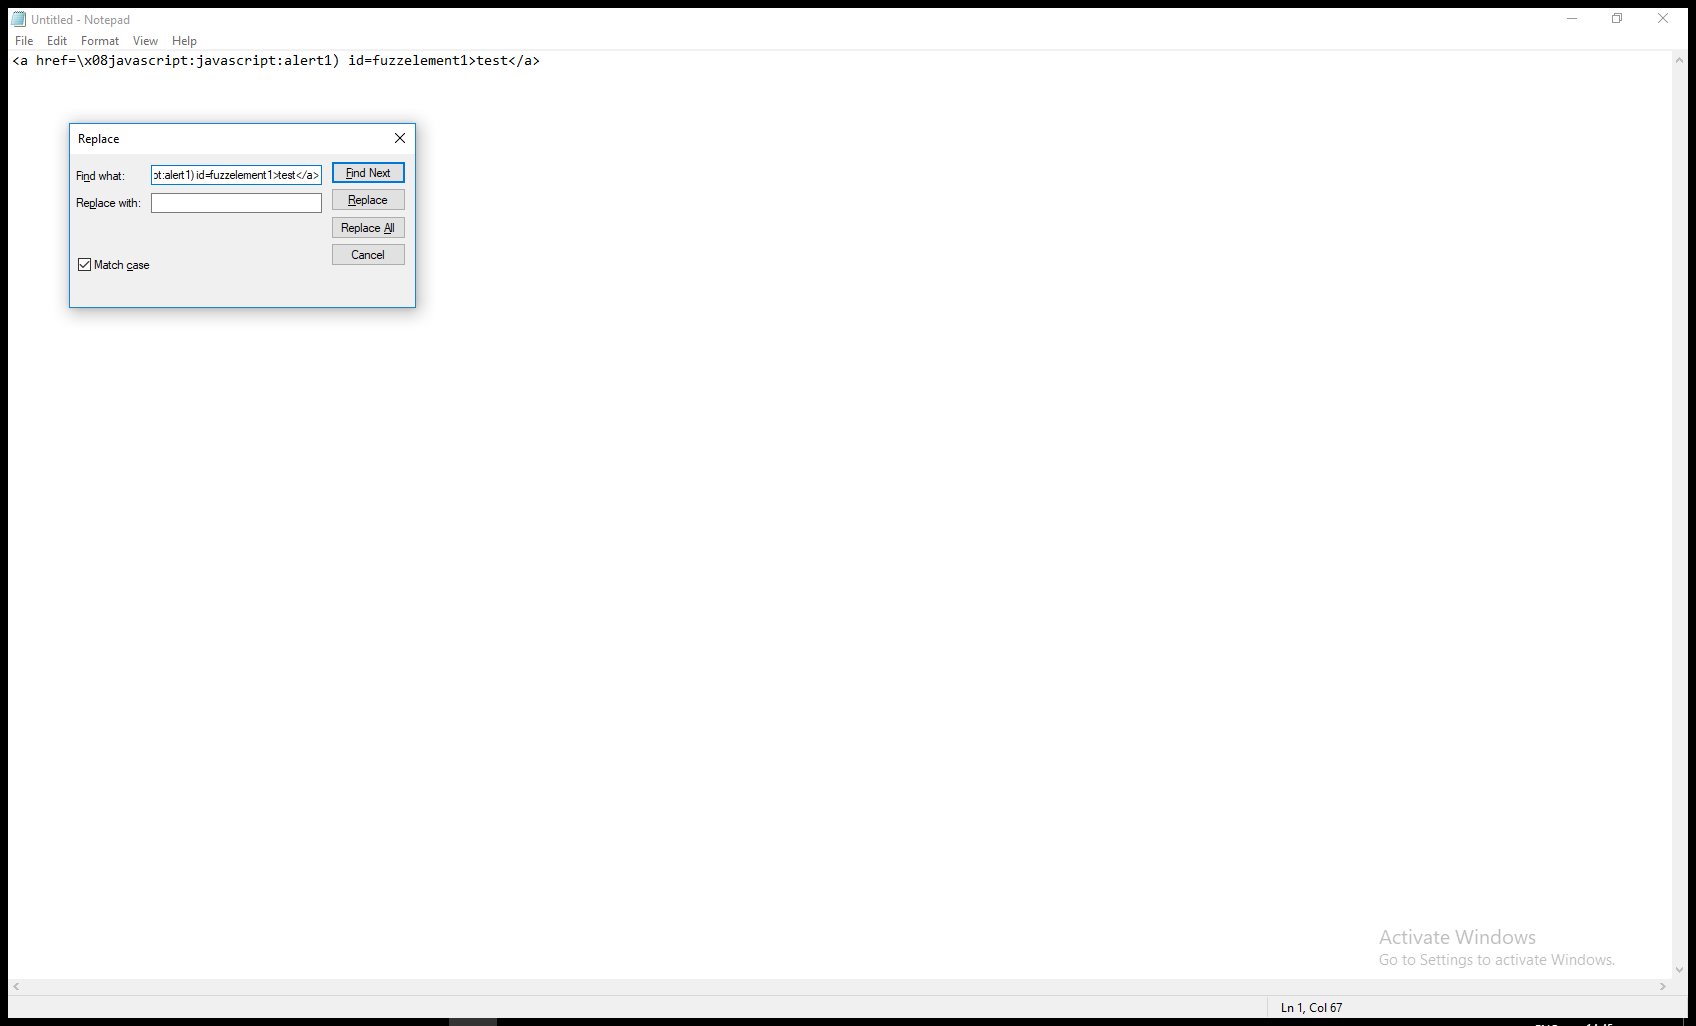 Untitled - Notepad
File Edit Format View Help
<a href=\x08javascript:javascript:alert1) id=fuzzelement1>test</a>
Replace
Find what: pt:alert1) id=fuzzelement1>test</a> Find Next
Replace with: Replace
Replace All
Cancel
Match case
Activate Windows
Go to Settings to activate Windows.
Ln 1, Col 67